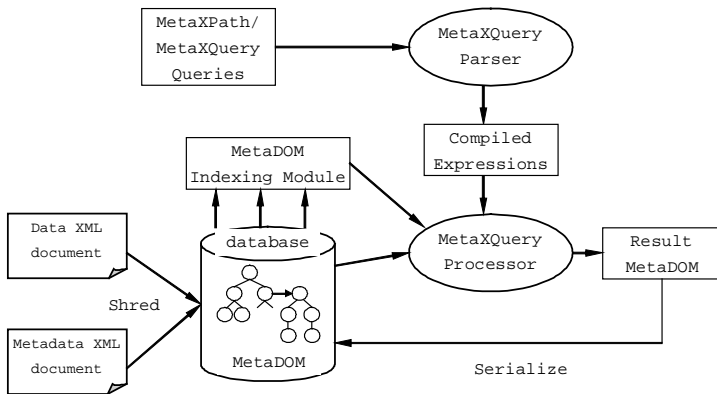 MetaXPath/
MetaXQuery
Queries
MetaXQuery
Parser
Compiled
Expressions
MetaDOM
Indexing Module
Data XML
document
database
MetaXQuery
Processor
Result
MetaDOM
Shred
Metadata XML
document
MetaDOM
Serialize